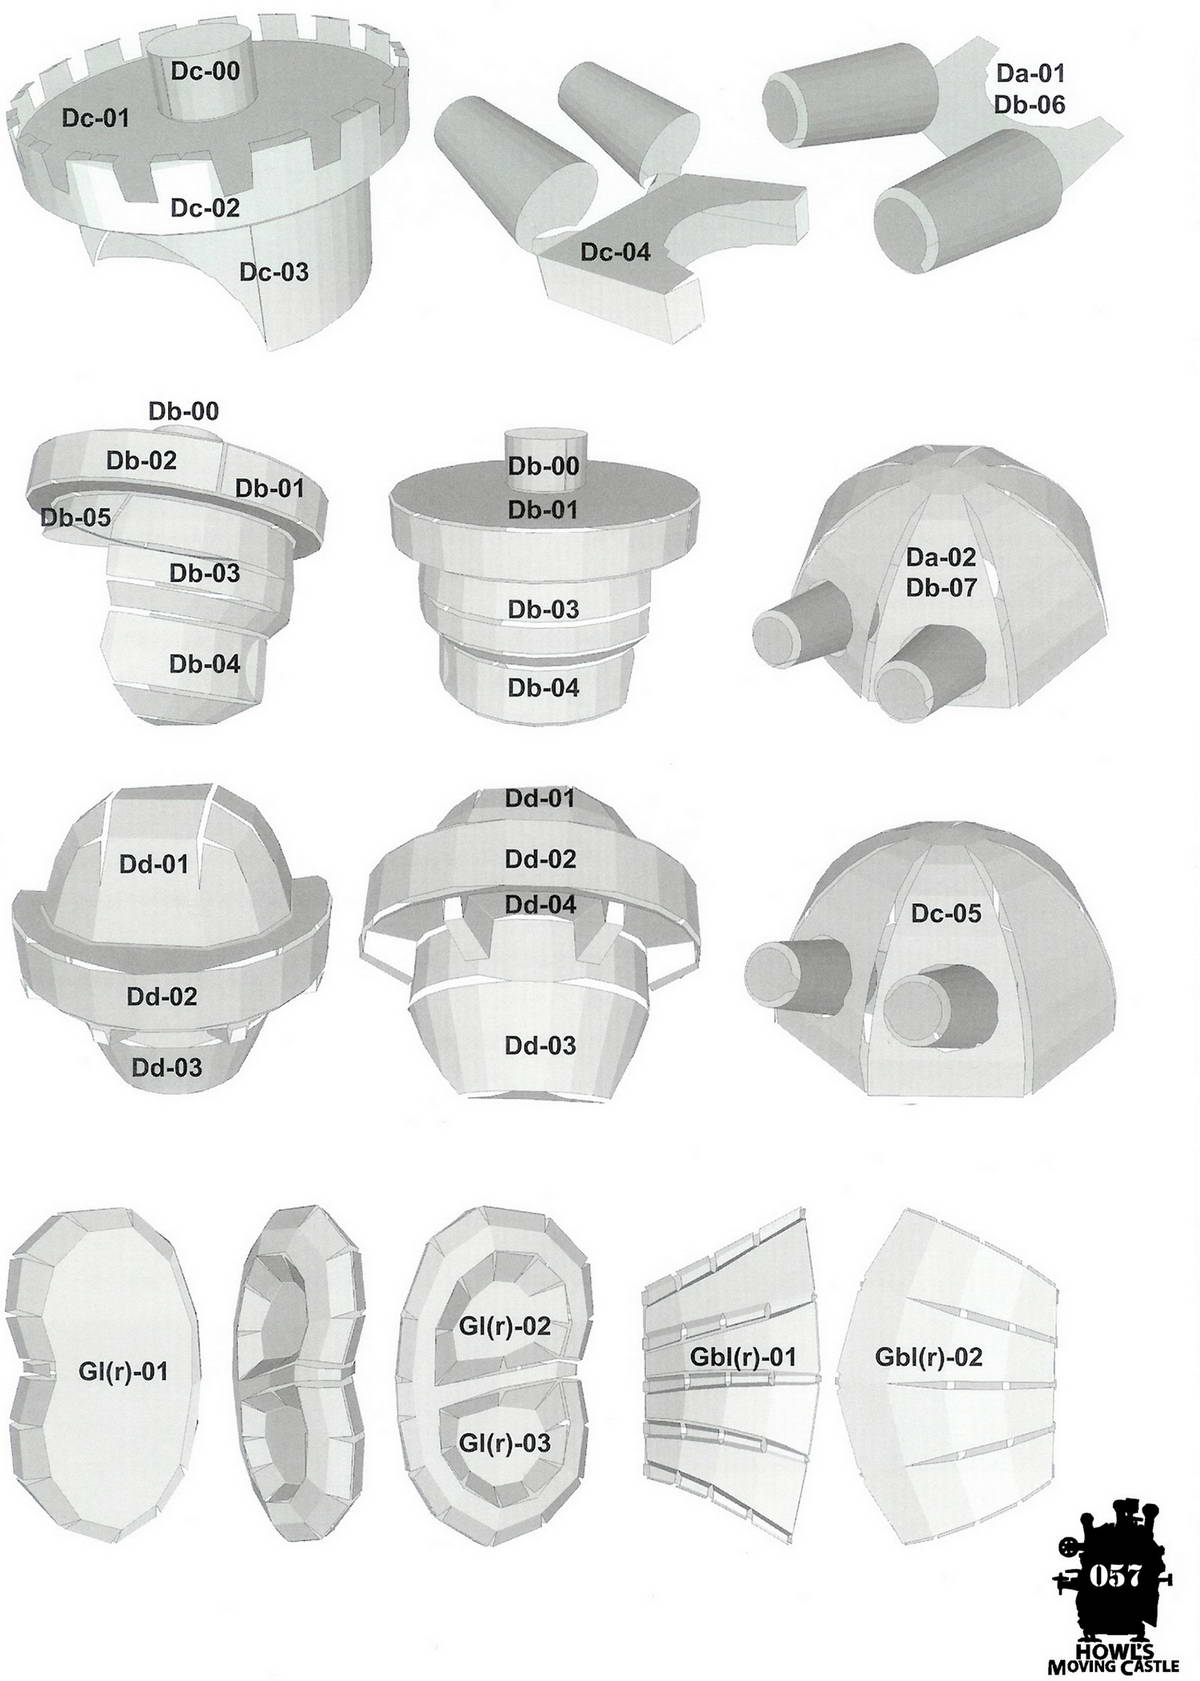 Dc-00
Dc-01
Dc-02
Dc-03
Dc-04
Da-01
Db-06
Db-00
Db-02
Db-01
Db-05
Db-03
Db-04
Db-00
Db-01
Db-03
Db-04
Da-02
Db-07
Dd-01
Dd-02
Dd-03
Dd-01
Dd-02
Dd-04
Dd-03
Dc-05
Gl(r)-01
Gl(r)-02
Gl(r)-03
Gbl(r)-01
Gbl(r)-02
057
HOWL'S
MOVING CASTLE